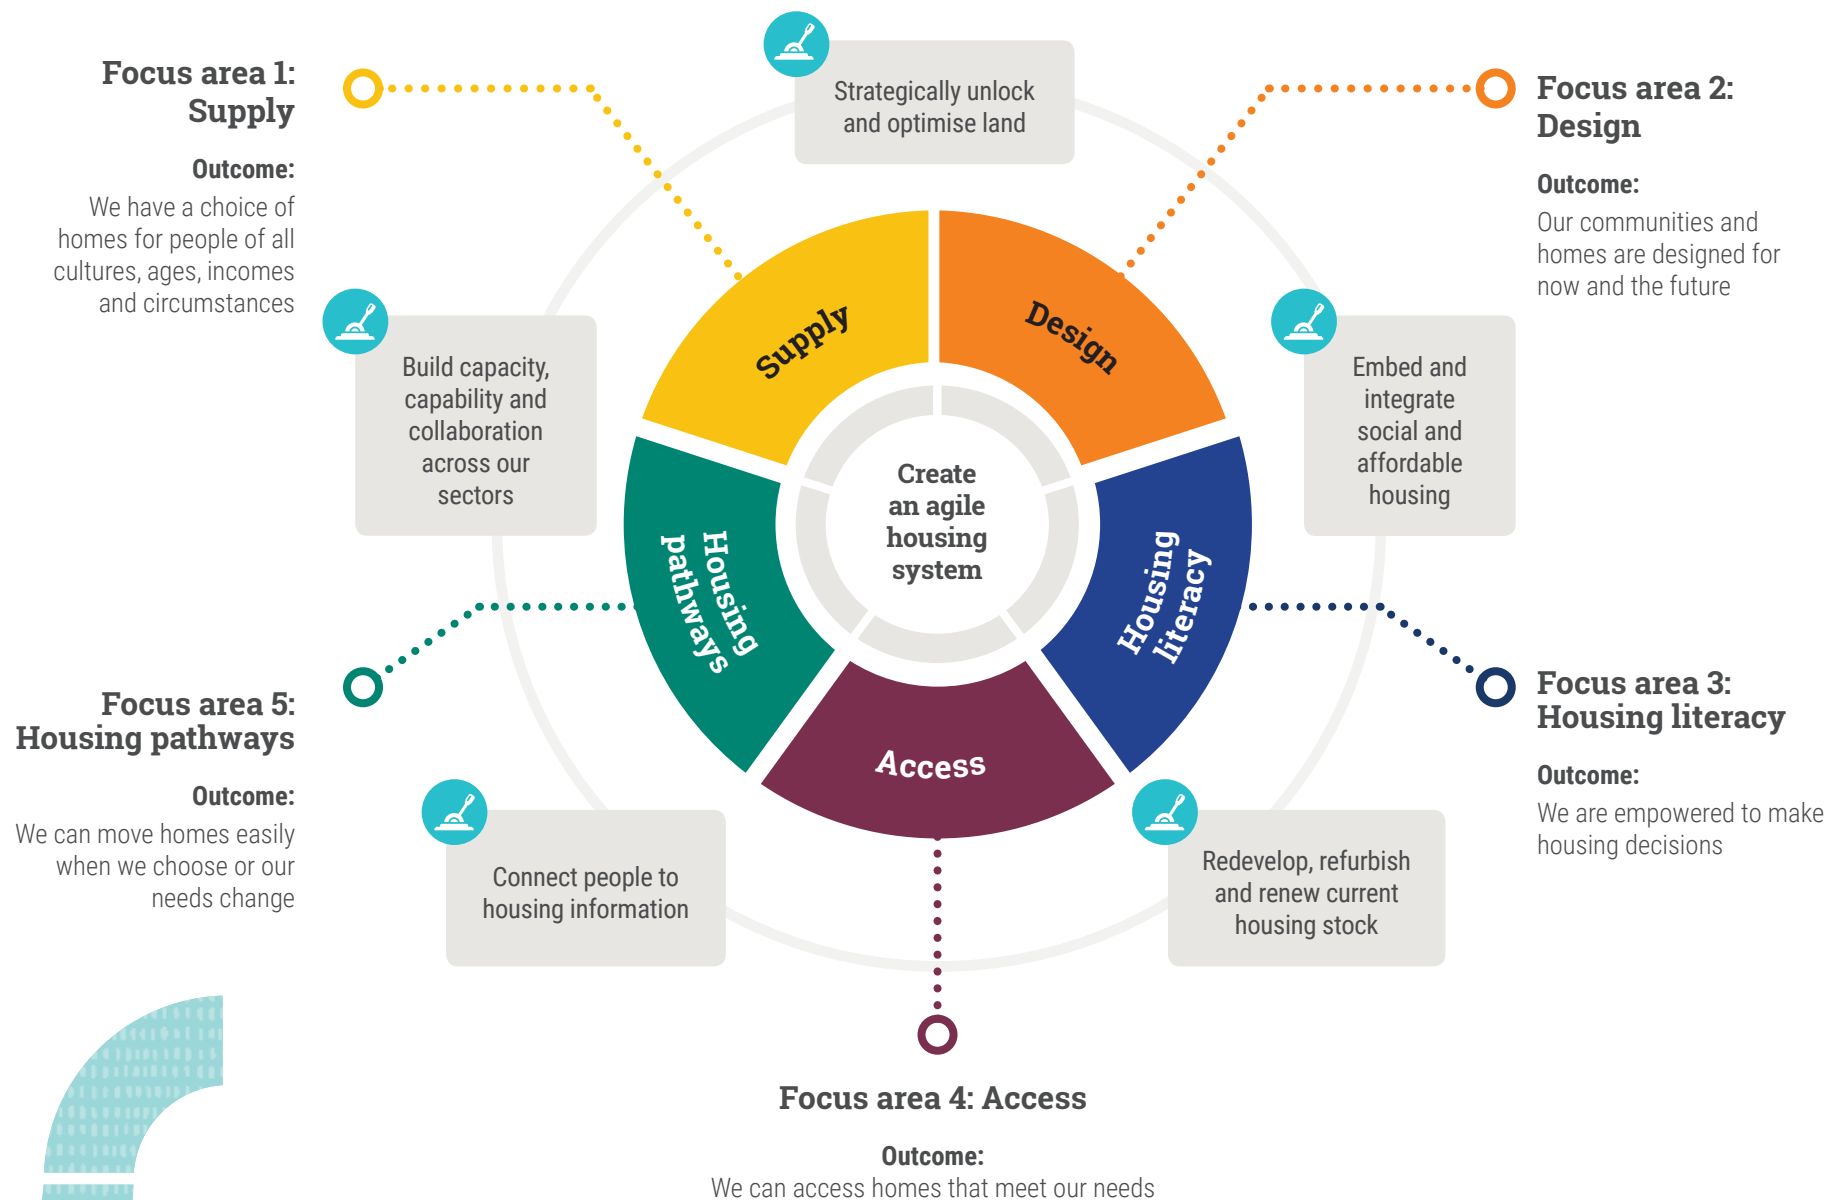 Focus area 1:
Supply
Outcome:
We have a choice of
homes for people of all
cultures, ages, incomes
and circumstances
Strategically unlock
and optimise land
Focus area 2:
Design
Outcome:
Our communities and
homes are designed for
now and the future
Build capacity,
capability and
collaboration
across our
sectors
Supply
Design
Embed and
integrate
social and
affordable
housing
Create
an agile
housing
system
Housing
pathways
Housing
literacy
Access
Focus area 5:
Housing pathways
Outcome:
We can move homes easily
when we choose or our
needs change
Focus area 3:
Housing literacy
Outcome:
We are empowered to make
housing decisions
Connect people to
housing information
Redevelop, refurbish
and renew current
housing stock
Focus area 4: Access
Outcome:
We can access homes that meet our needs